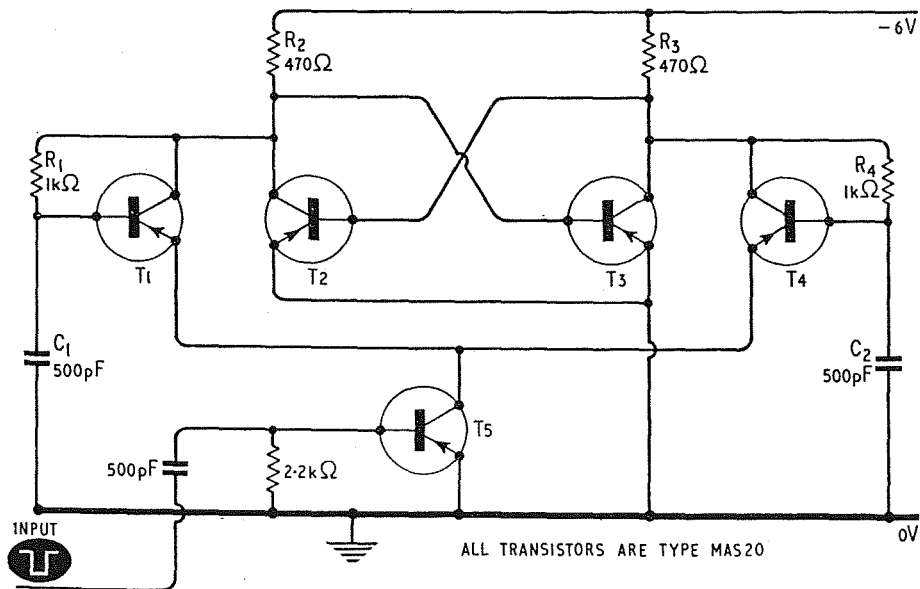 R2
470Ω
R3
470Ω
−6V
R1
1kΩ
R4
1kΩ
T1
T2
T3
T4
C1
500pF
C2
500pF
T5
500pF
2·2kΩ
INPUT
ALL TRANSISTORS ARE TYPE MAS20
0V